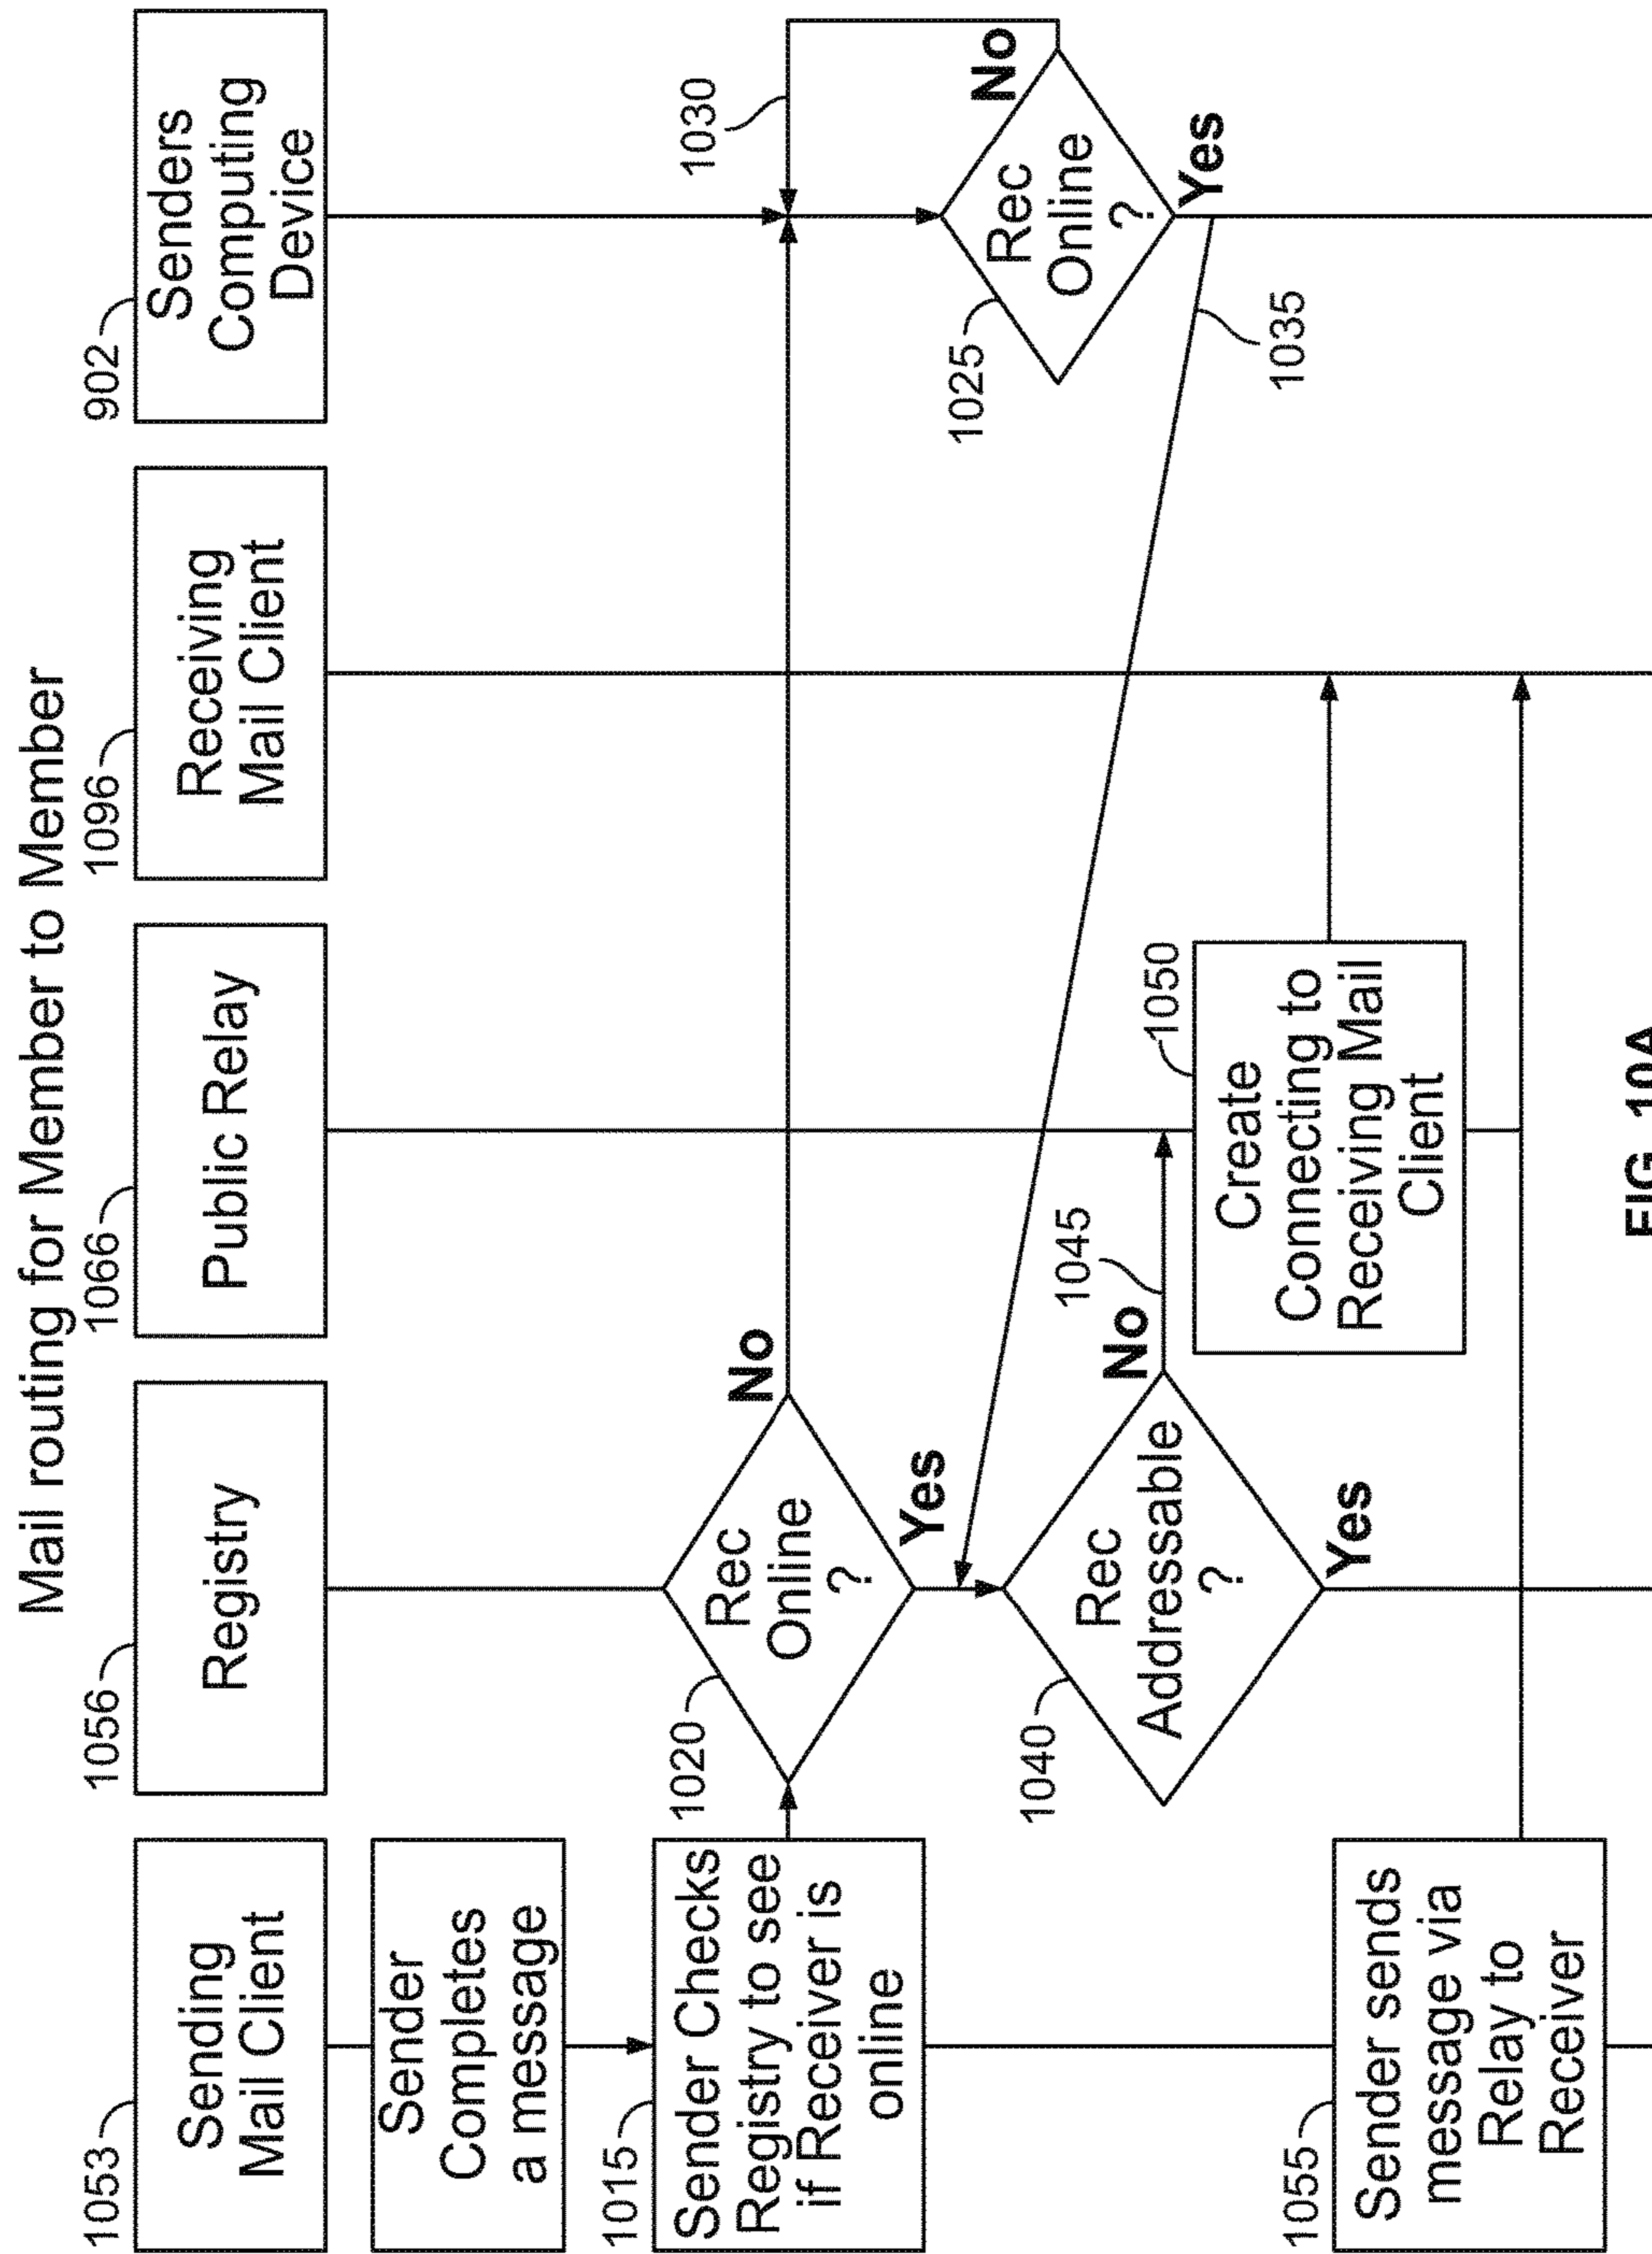 Mail routing for Member to Member
1053
Sending
Mail Client
1056
Registry
1066
Public Relay
1096
Receiving
Mail Client
902
Senders
Computing
Device
Sender
Completes
a message
1015
Sender Checks
Registry to see
if Receiver is
online
1020
Rec
Online
?
No
Yes
1030
1025
Rec
Online
?
No
Yes
1035
1040
Rec
Addressable
?
No
Yes
1045
1050
Create
Connecting to
Receiving Mail
Client
1055
Sender sends
message via
Relay to
Receiver
FIG. 10A